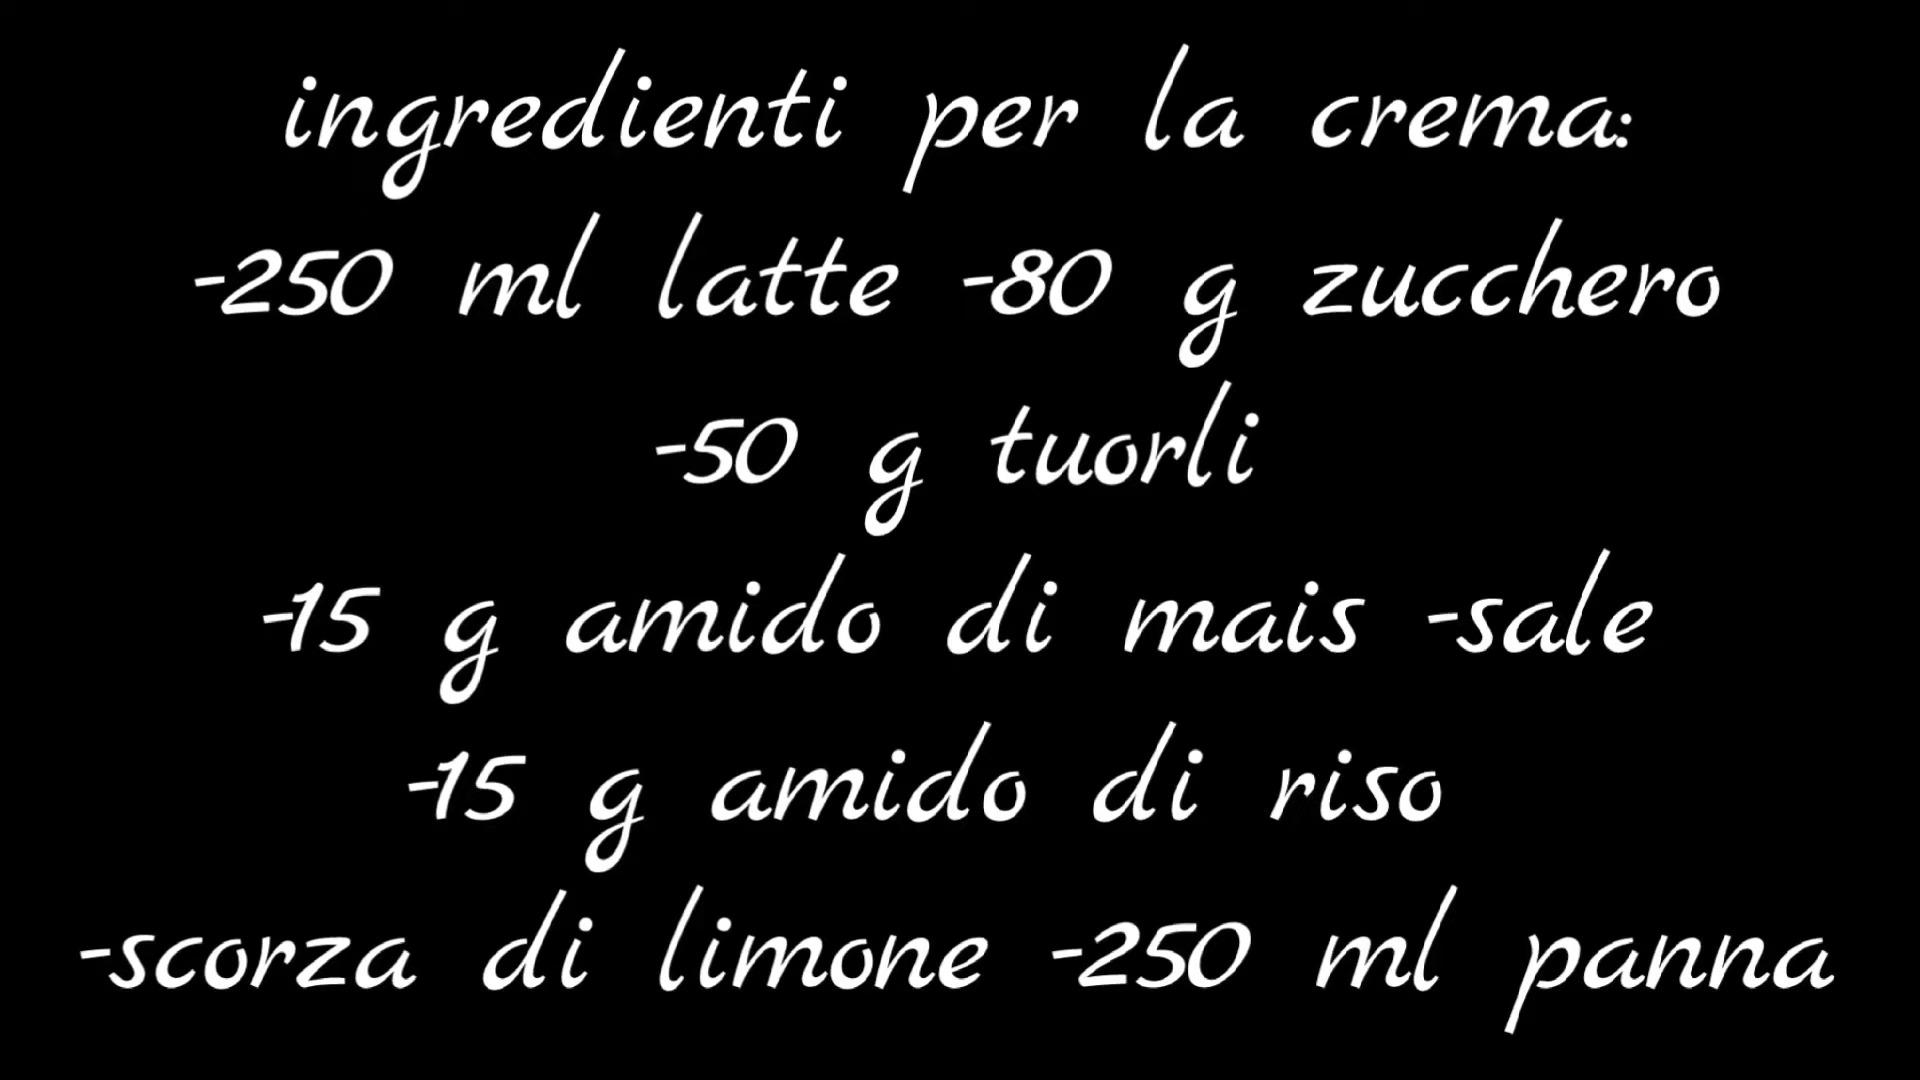 ingredienti per la crema:
-250 ml latte -80 g zucchero
-50 g tuorli
-15 g amido di mais -sale
-15 g amido di riso
-scorza di limone -250 ml panna